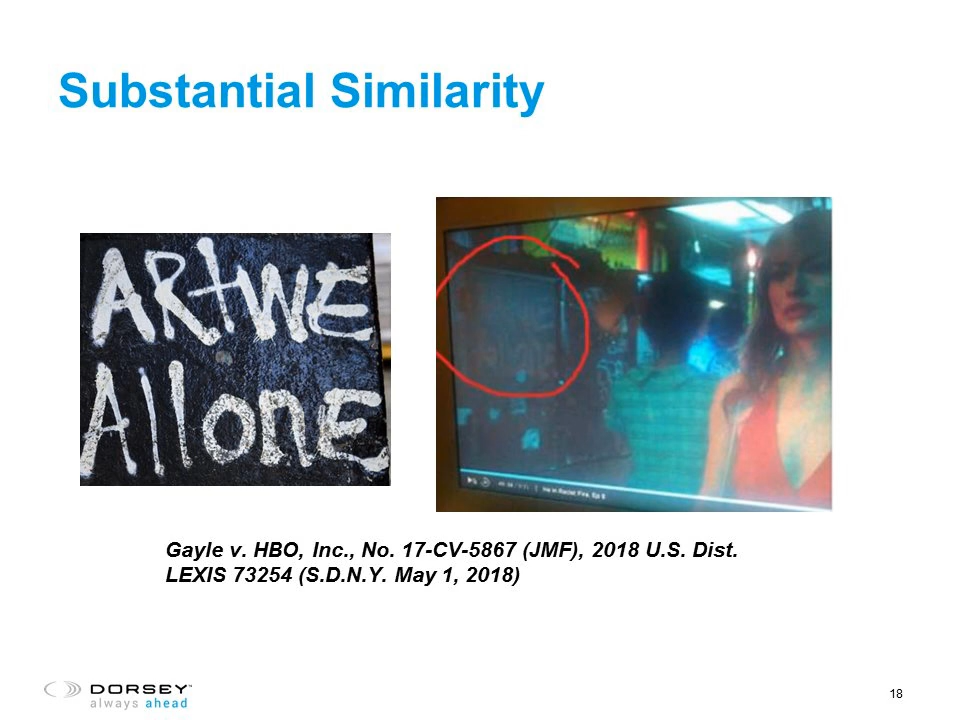 Substantial Similarity
ARtWE
AllonE
Gayle v. HBO, Inc., No. 17-CV-5867 (JMF), 2018 U.S. Dist.
LEXIS 73254 (S.D.N.Y. May 1, 2018)
DORSEY™
always ahead
18